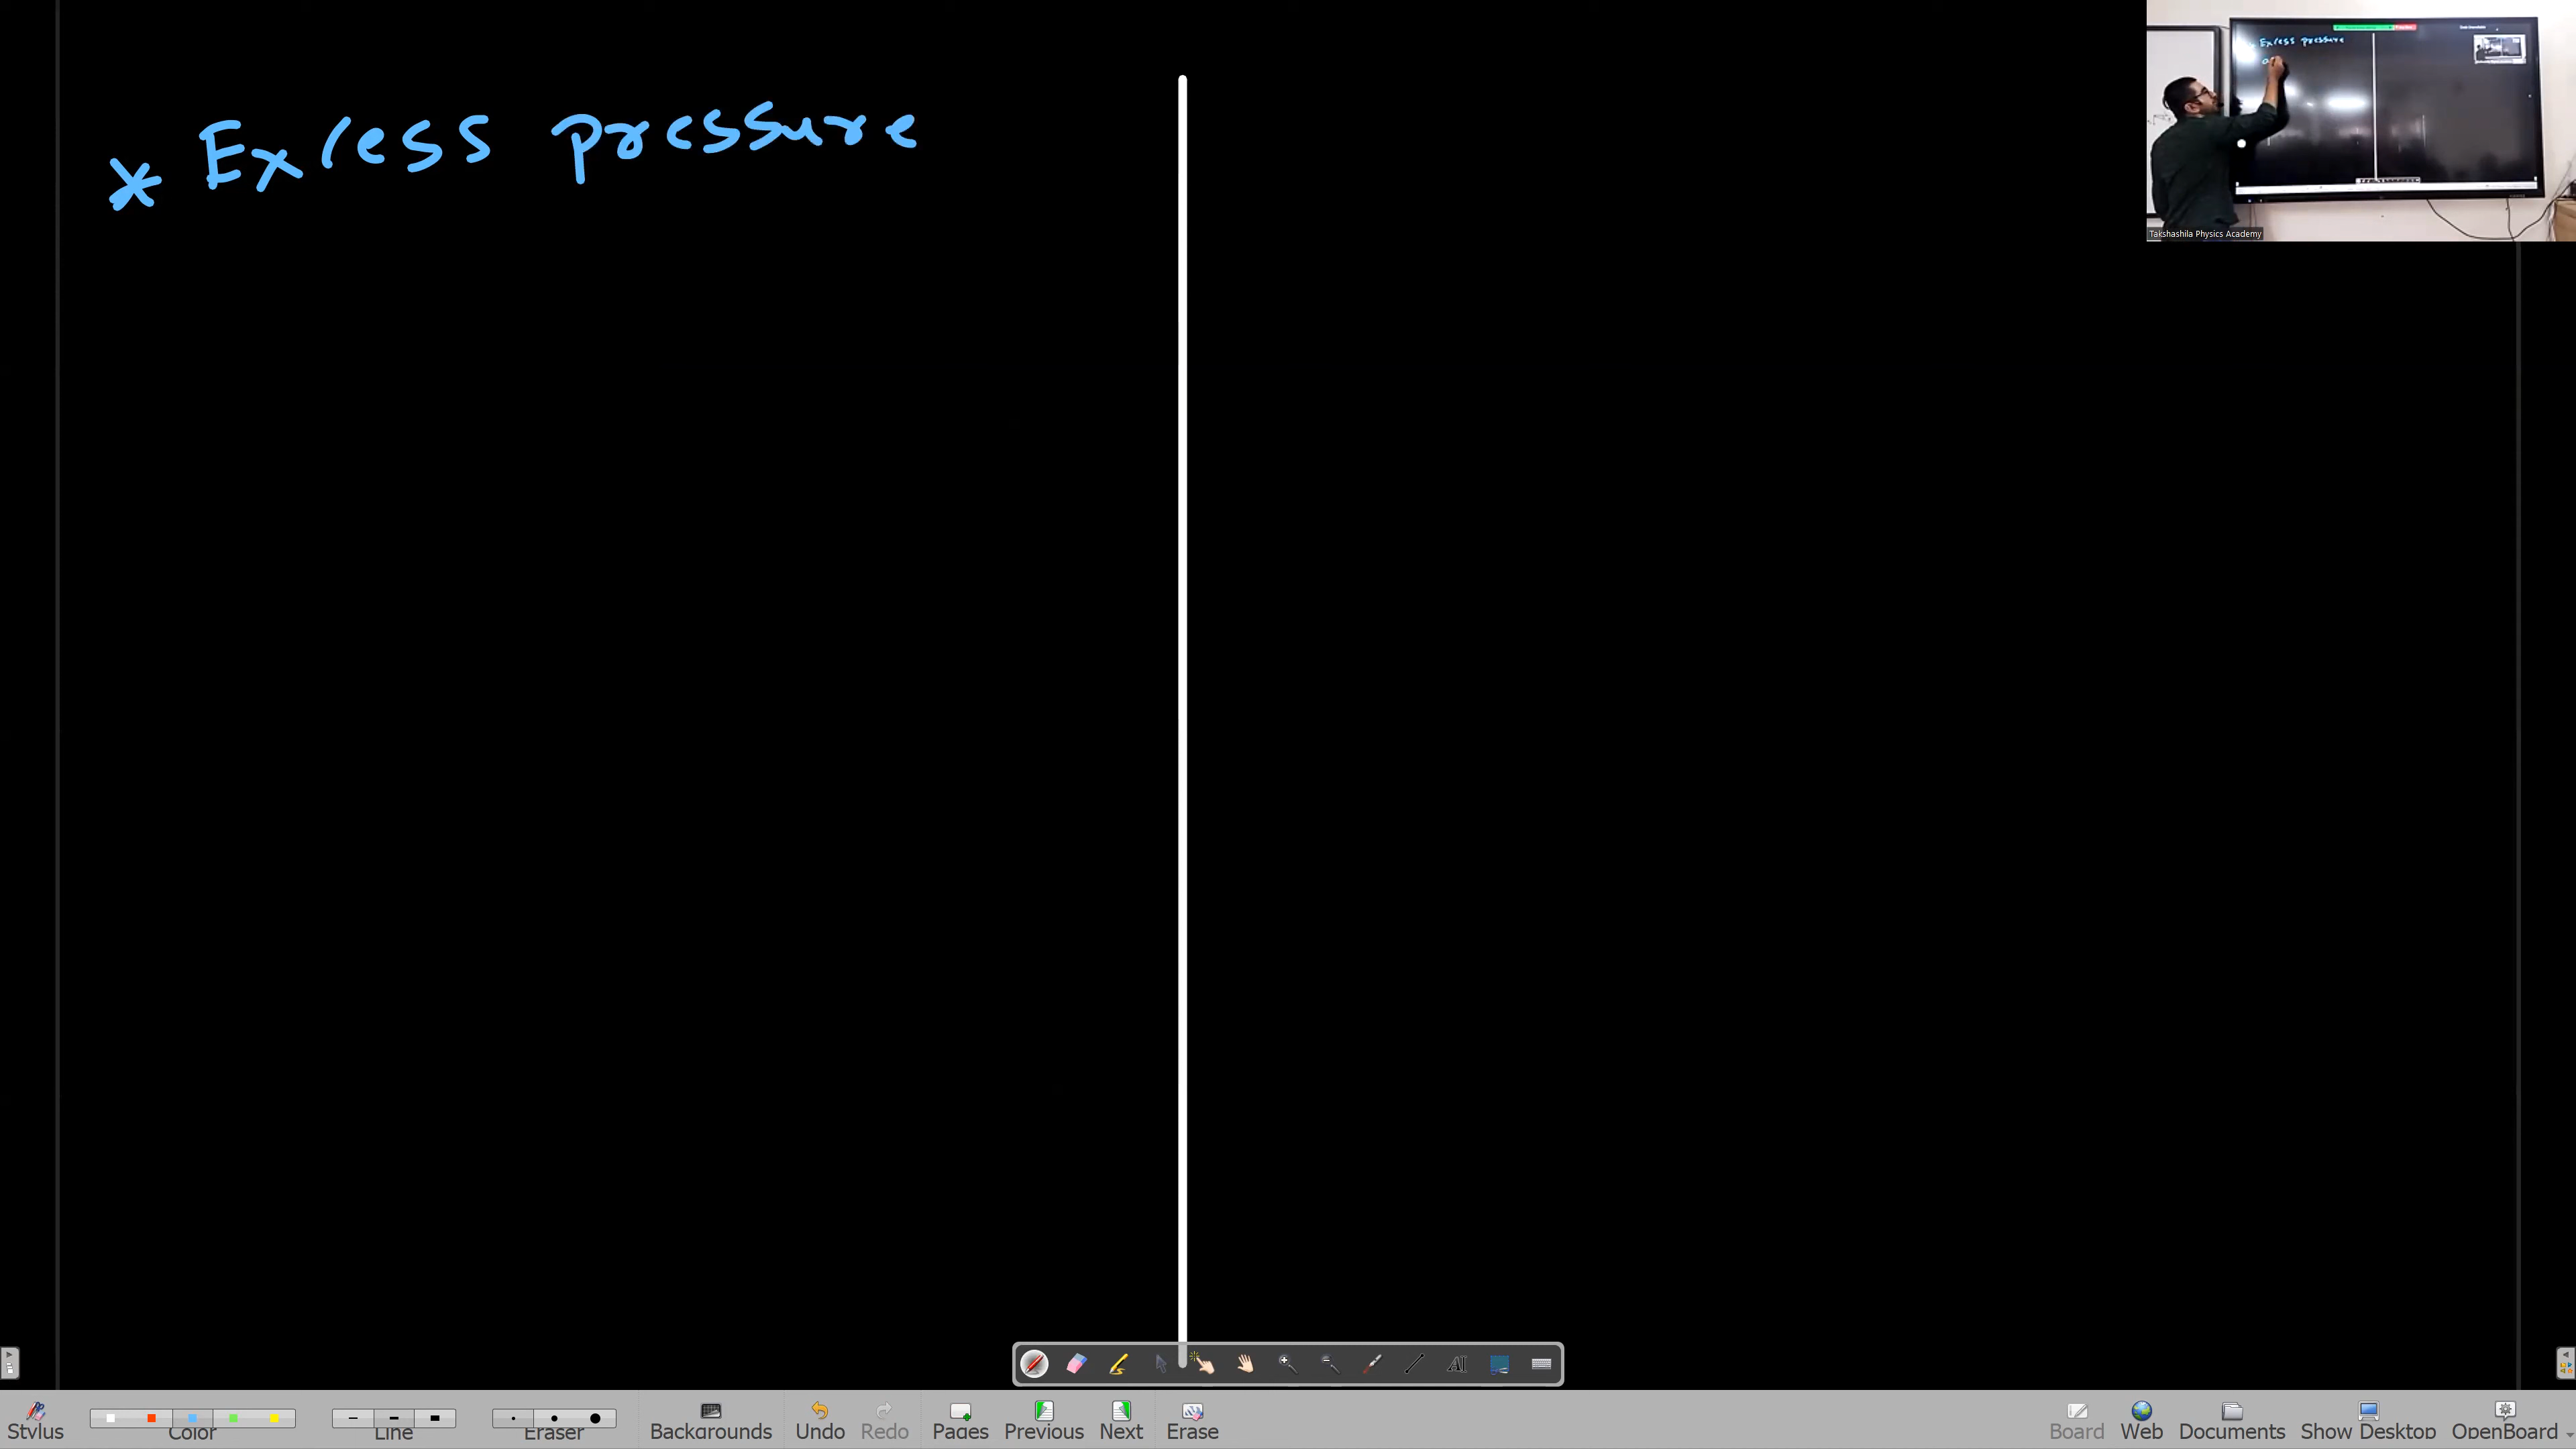 * Excess pressure
Takshashila Physics Academy
Stylus
Color
Line
Eraser
Backgrounds
Undo
Redo
Pages
Previous
Next
Erase
Board
Web
Documents
Show Desktop
OpenBoard